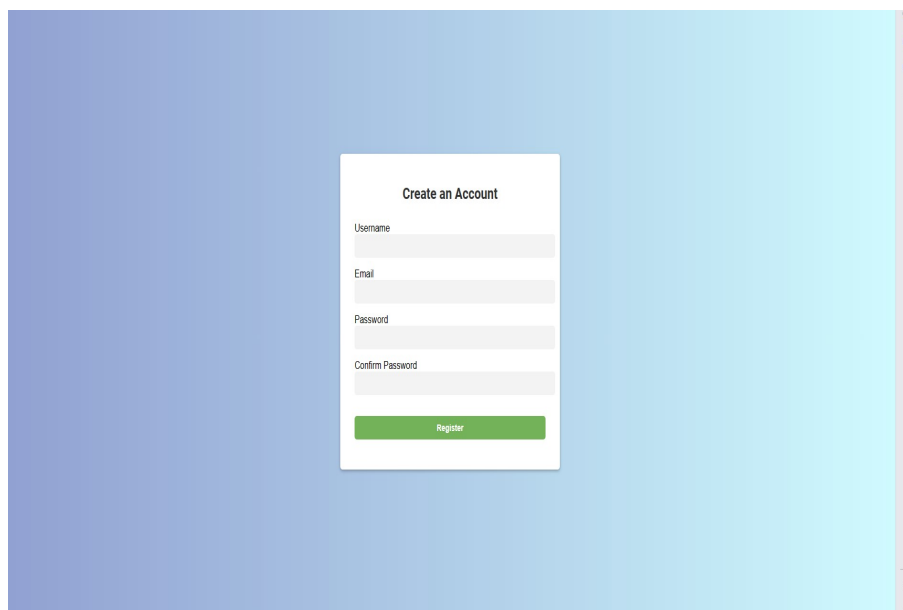 Create an Account
Username
Email
Password
Confirm Password
Register